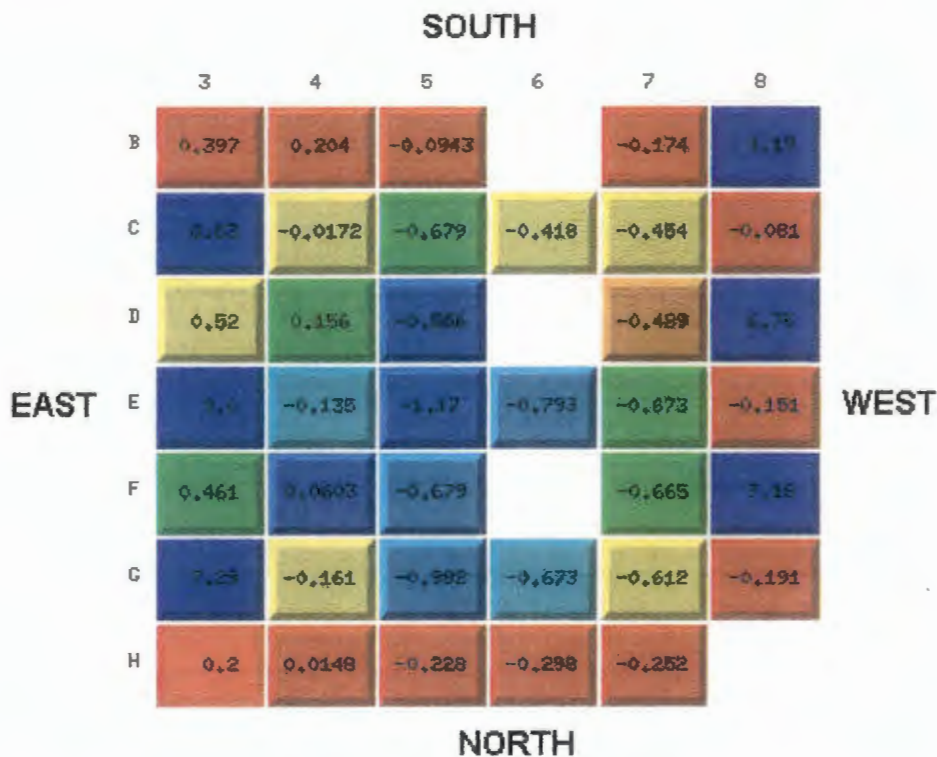 SOUTH
3 4 5 6 7 8
B 0.397 0.204 -0.0943 -0.174
C -0.0172 -0.679 -0.418 -0.454 -0.081
D 0.52 0.156 -0.489
EAST E -0.135 -1.17 -0.793 -0.673 -0.151 WEST
F 0.461 0.0603 -0.679 -0.665
G -0.161 -0.673 -0.612 -0.191
H 0.2 0.0148 -0.228 -0.298 -0.252
NORTH